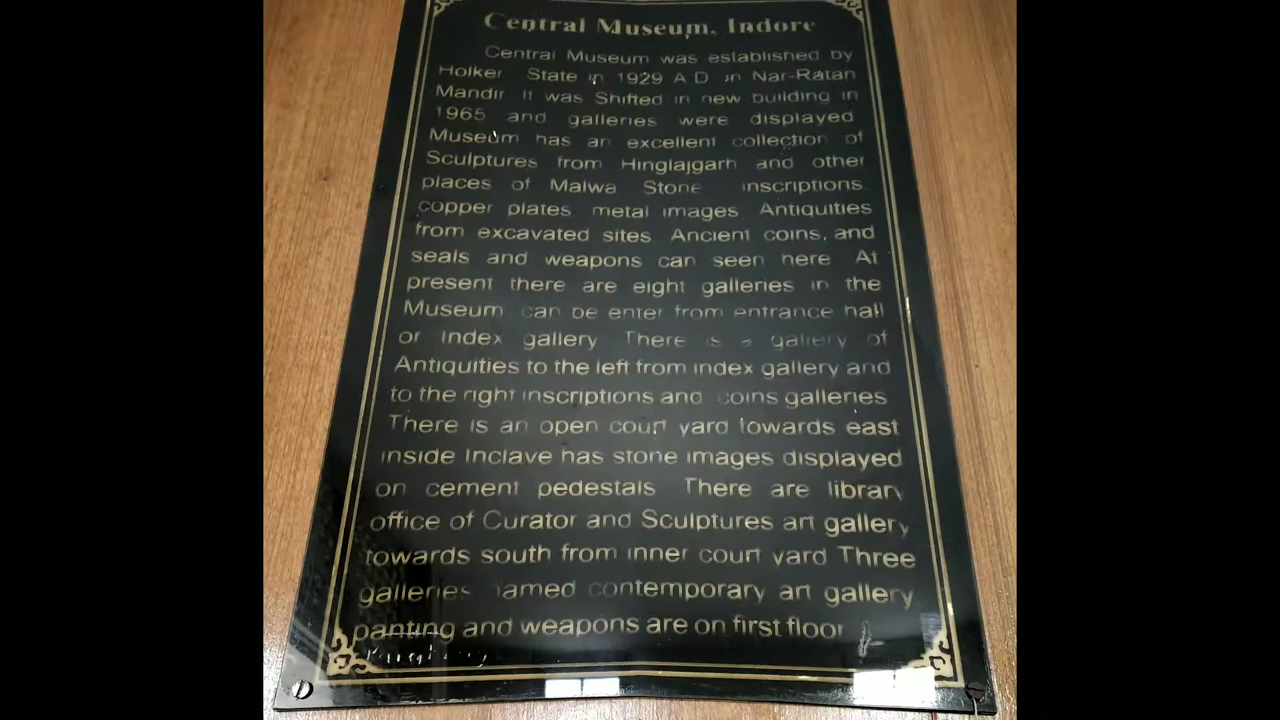 Central Museum, Indore
Central Museum was established by
Holker State in 1929 A D in Nar-Ratan
Mandir It was Shifted in new building in
1965 and galleries were displayed
Museum has an excellent collection of
Sculptures from Hinglajgarh and other
places of Malwa Stone inscriptions
copper plates metal images Antiquities
from excavated sites Ancient coins, and
seals and weapons can seen here At
present there are eight galleries in the
Museum can be enter from entrance hall
or Index gallery There is a gallery of
Antiquities to the left from index gallery and
to the right inscriptions and coins galleries
There is an open court yard towards east
inside Inclave has stone images displayed
on cement pedestals There are library
office of Curator and Sculptures art gallery
towards south from inner court yard Three
galleries named contemporary art gallery
panting and weapons are on first floor